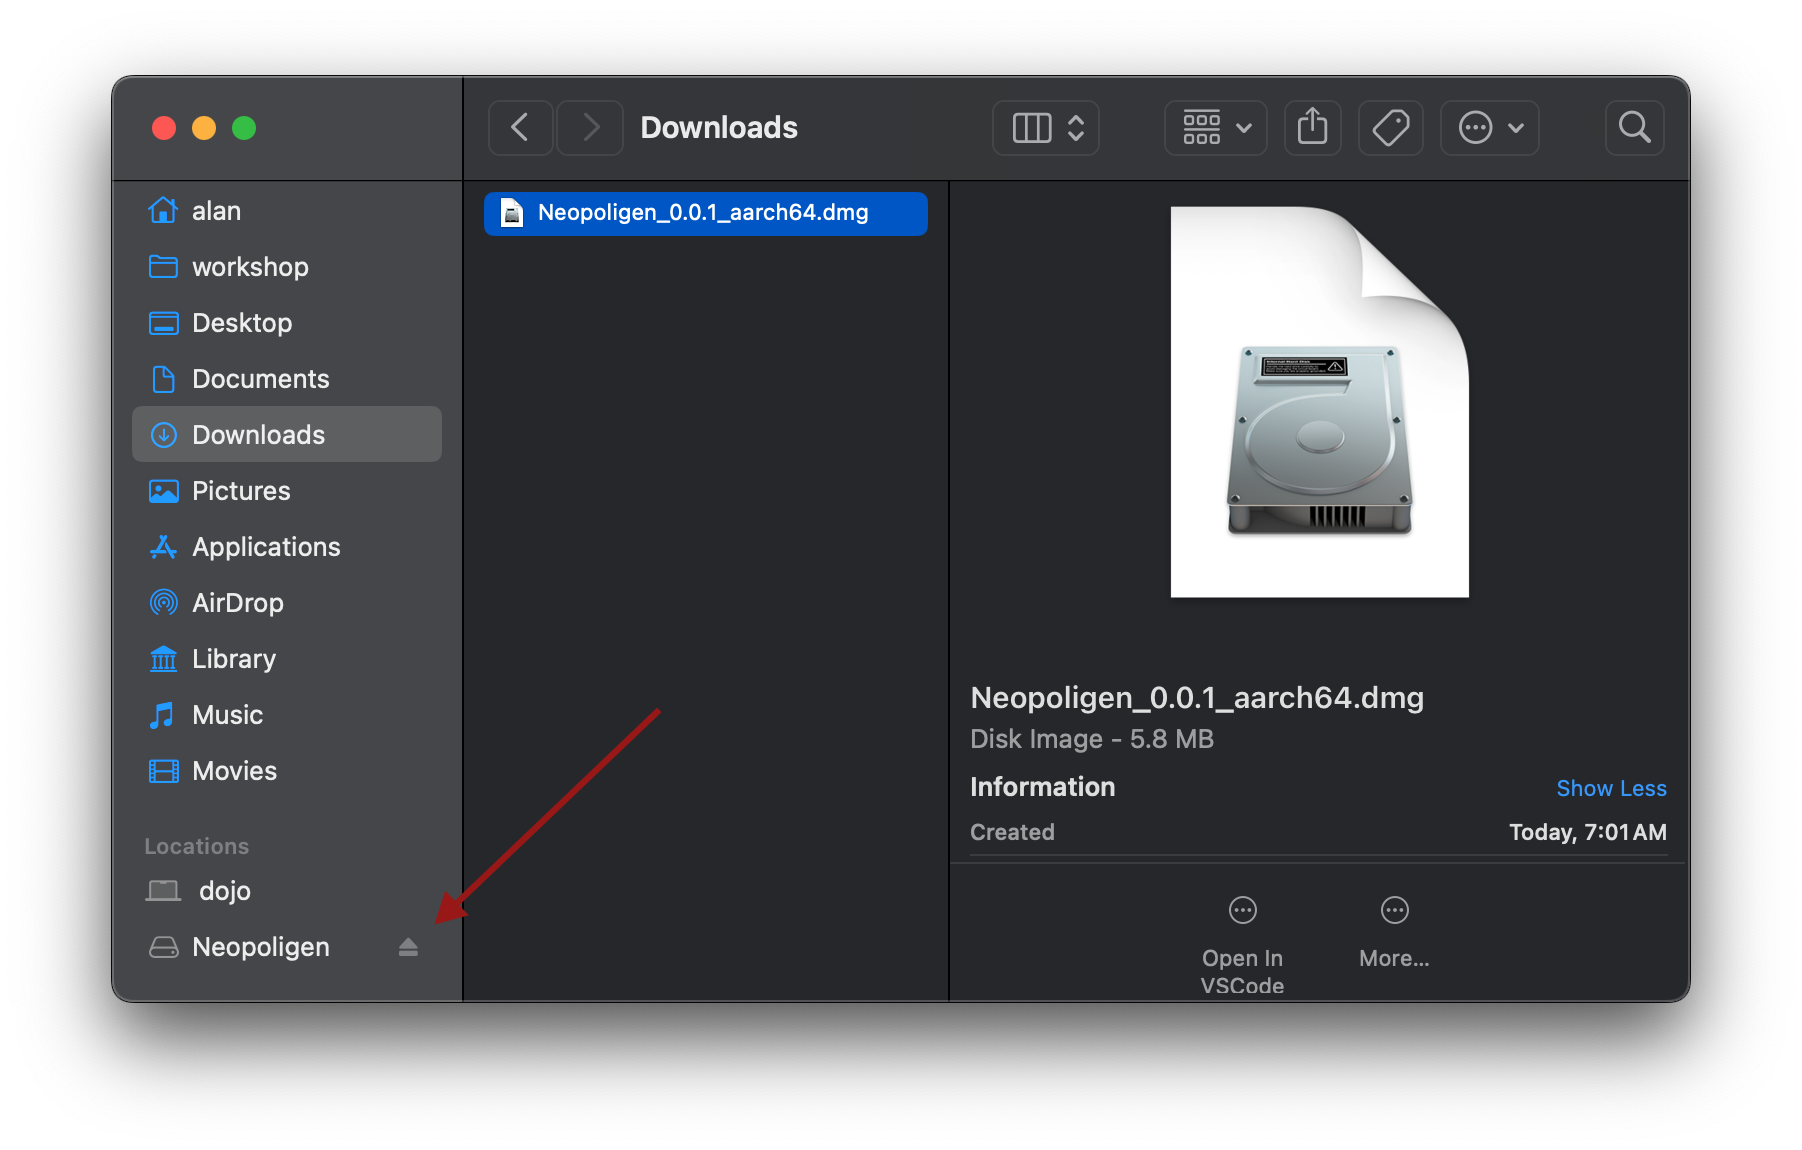 Downloads
alan
workshop
Desktop
Documents
Downloads
Pictures
Applications
AirDrop
Library
Music
Movies
Locations
dojo
Neopoligen
Neopoligen_0.0.1_aarch64.dmg
Neopoligen_0.0.1_aarch64.dmg
Disk Image - 5.8 MB
Information
Show Less
Created
Today, 7:01 AM
Open In
VSCode
More...